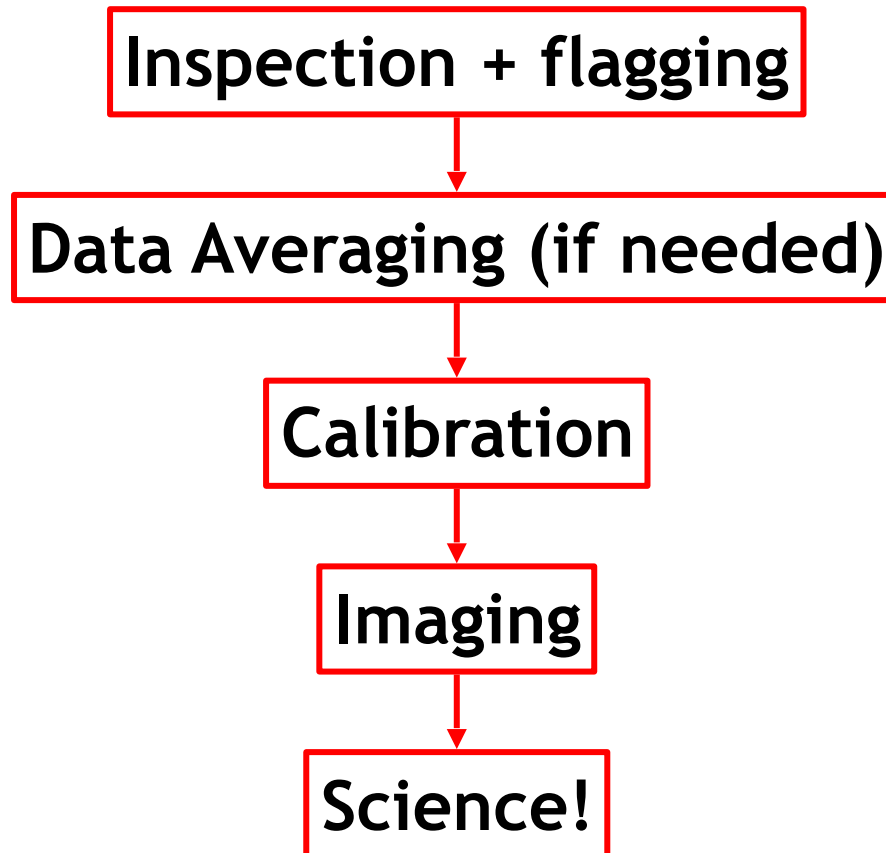 Inspection + flagging
Data Averaging (if needed)
Calibration
Imaging
Science!